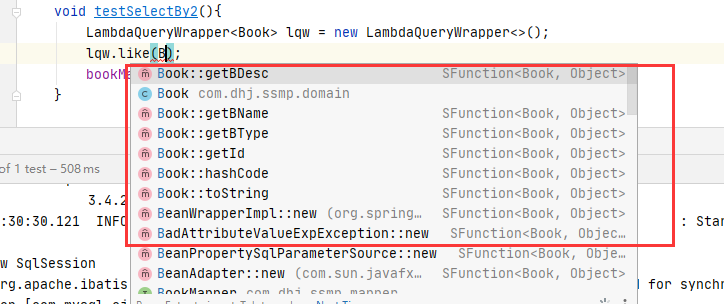 void testSelectBy2(){
LambdaQueryWrapper<Book> lqw = new LambdaQueryWrapper<>();
lqw.like(B);
bookM
Book::getBDesc SFunction<Book, Object>
Book com.dhj.ssmp.domain
}
Book::getBName SFunction<Book, Object>
Book::getBType SFunction<Book, Object>
Book::getId SFunction<Book, Object>
of 1 test – 508 ms
Book::hashCode SFunction<Book, Object>
Book::toString SFunction<Book, Object>
3.4.2
BeanWrapperImpl::new (org.spring… SFunction<Book, Object>
:30:30.121 INFO : Star
BadAttributeValueExpException::new SFunction<Book, Objec…
BeanPropertySqlParameterSource::new SFunction<Book, Obje…
w SqlSession
BeanAdapter::new (com.sun.javafx… SFunction<Book, Object>
rg.apache.ibatis d for synchr
BookMapper com.dhj.ssmp.mapper